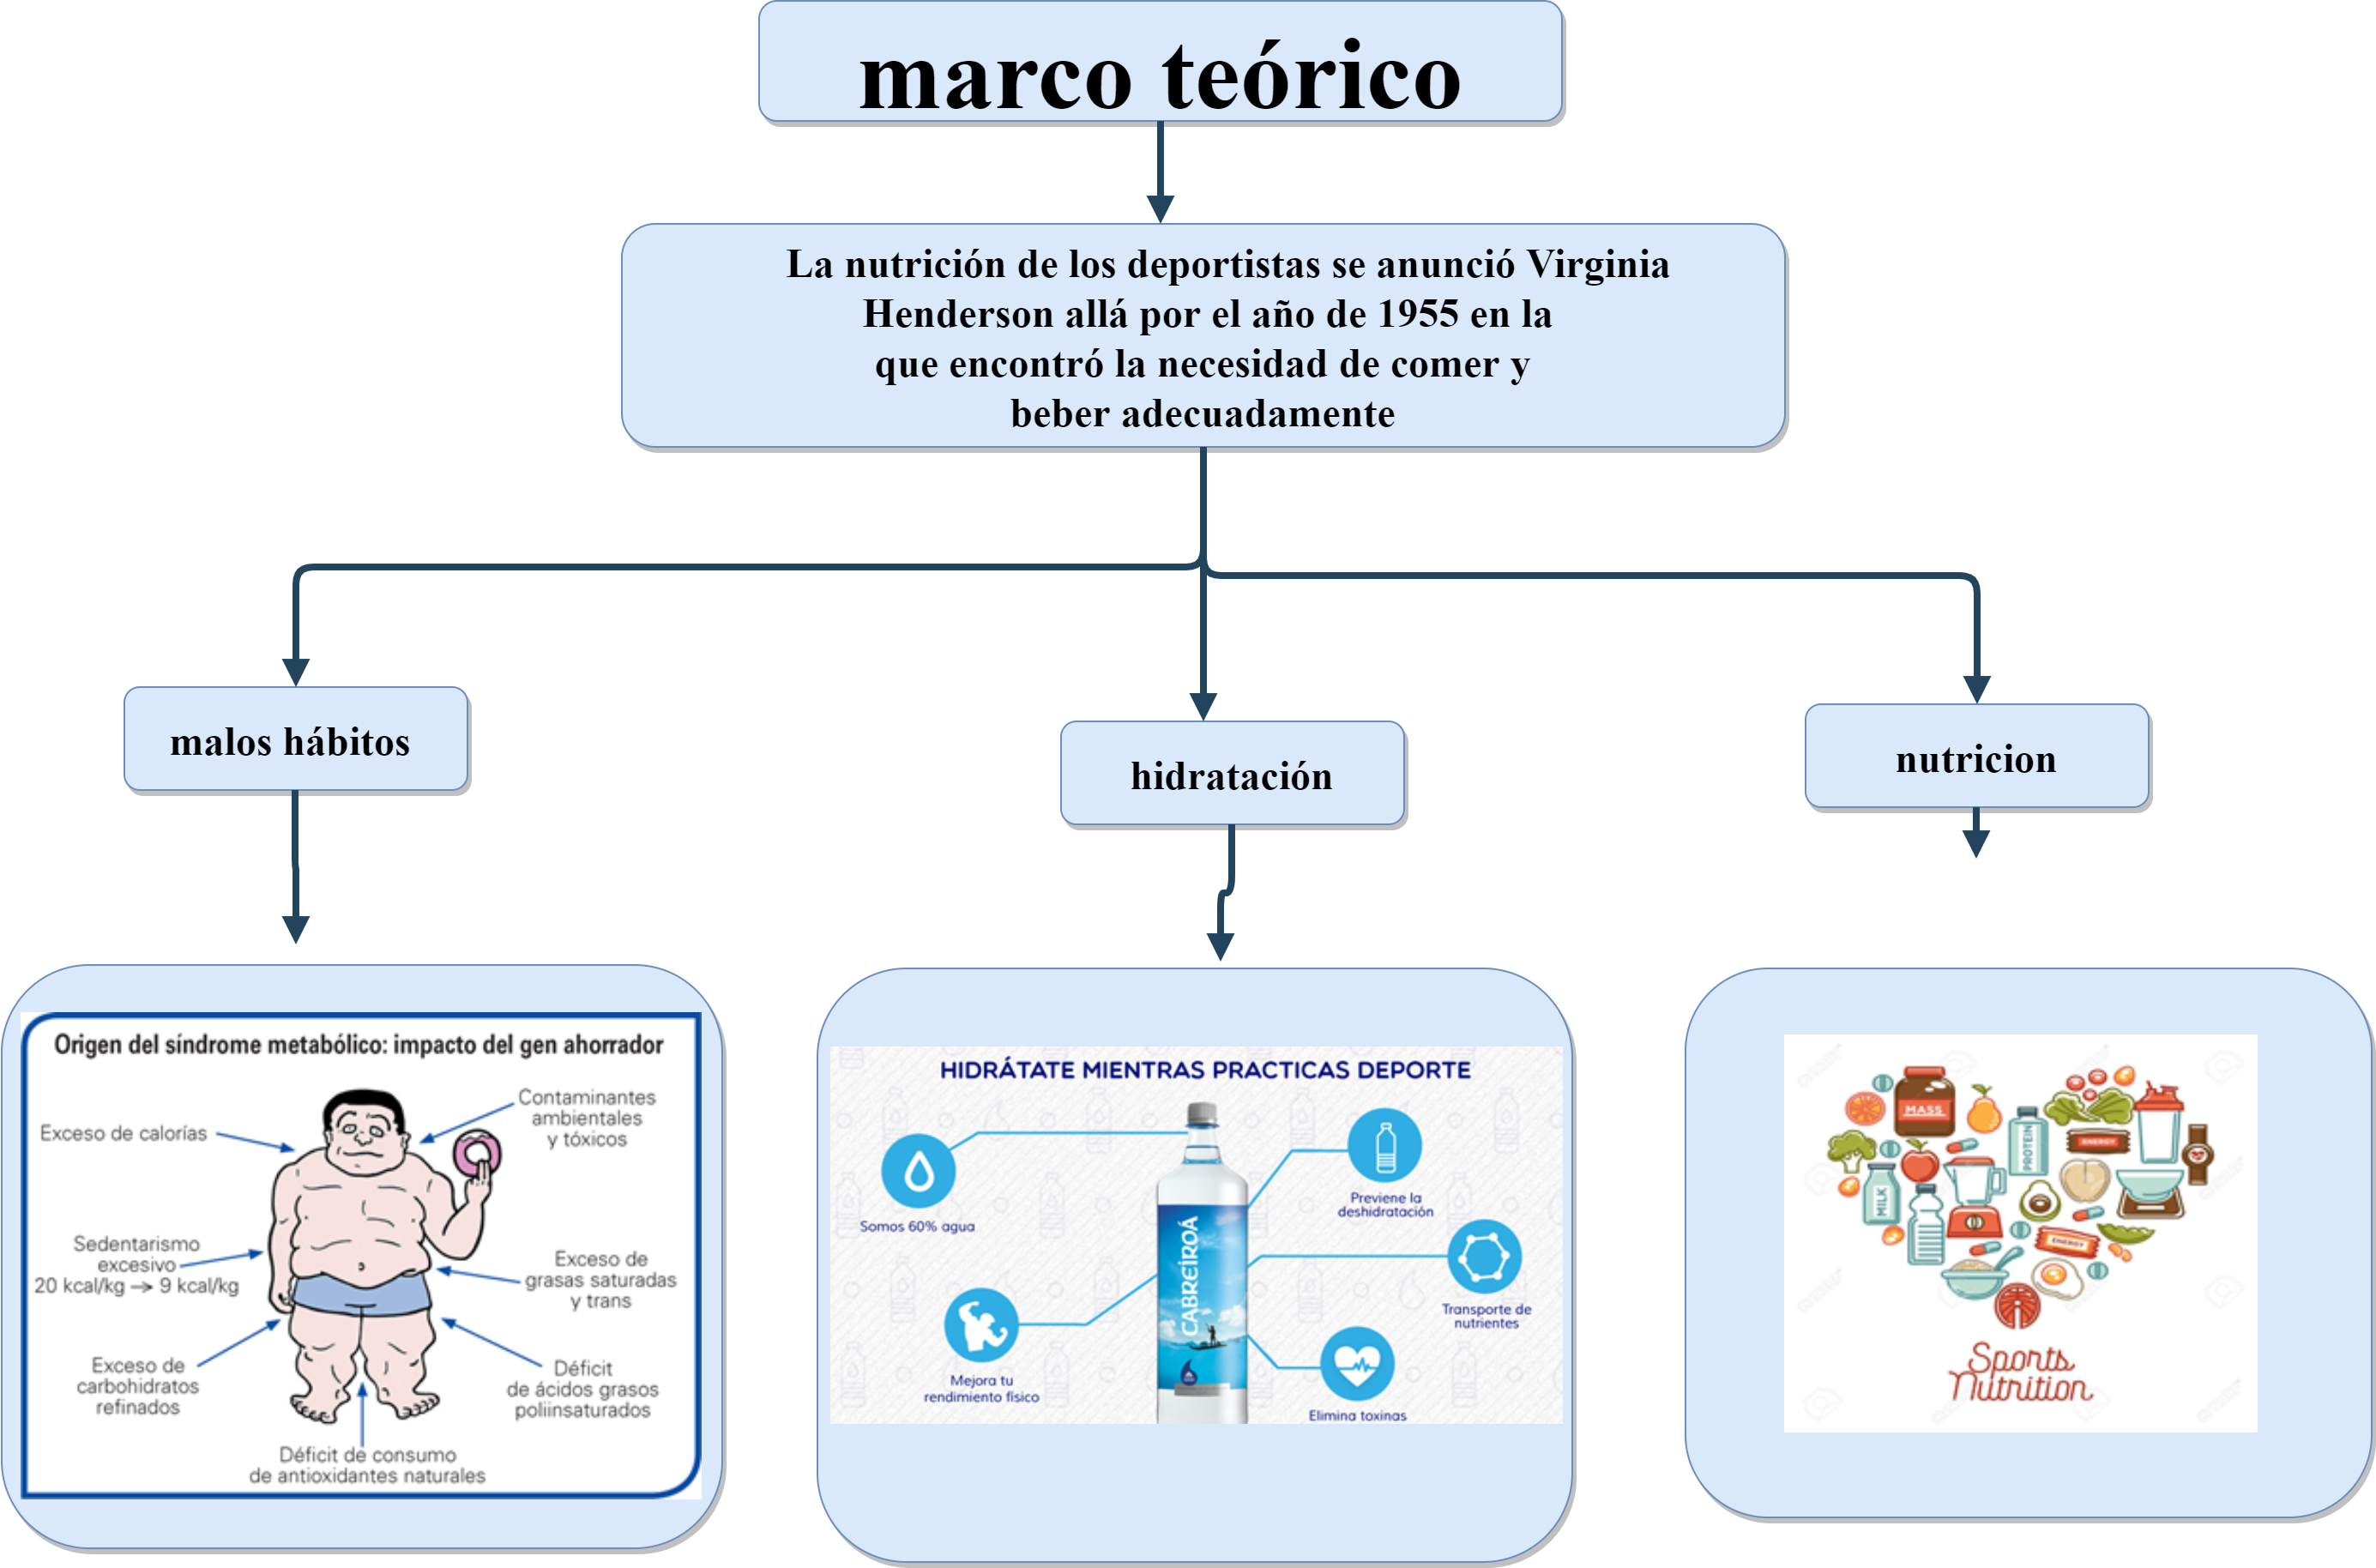 marco teórico
La nutrición de los deportistas se anunció Virginia
Henderson allá por el año de 1955 en la
que encontró la necesidad de comer y
beber adecuadamente
malos hábitos
hidratación
nutricion
Origen del síndrome metabólico: impacto del gen ahorrador
Exceso de calorías
Contaminantes
ambientales
y tóxicos
Sedentarismo
excesivo
20 kcal/kg → 9 kcal/kg
Exceso de
grasas saturadas
y trans
Exceso de
carbohidratos
refinados
Déficit
de ácidos grasos
poliinsaturados
Déficit de consumo
de antioxidantes naturales
HIDRÁTATE MIENTRAS PRACTICAS DEPORTE
Somos 60% agua
Previene la
deshidratación
Transporte de
nutrientes
Mejora tu
rendimiento físico
Elimina toxinas
CABREIROÁ
MASS
PROTEIN
ENERGY
MILK
ENERGY
Sports
Nutrition